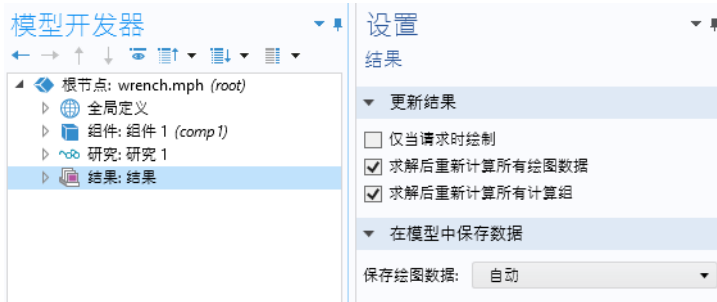 模型开发器
根节点: wrench.mph (root)
全局定义
组件: 组件 1 (comp1)
研究: 研究 1
结果: 结果
设置
结果
更新结果
仅当请求时绘制
求解后重新计算所有绘图数据
求解后重新计算所有计算组
在模型中保存数据
保存绘图数据: 自动